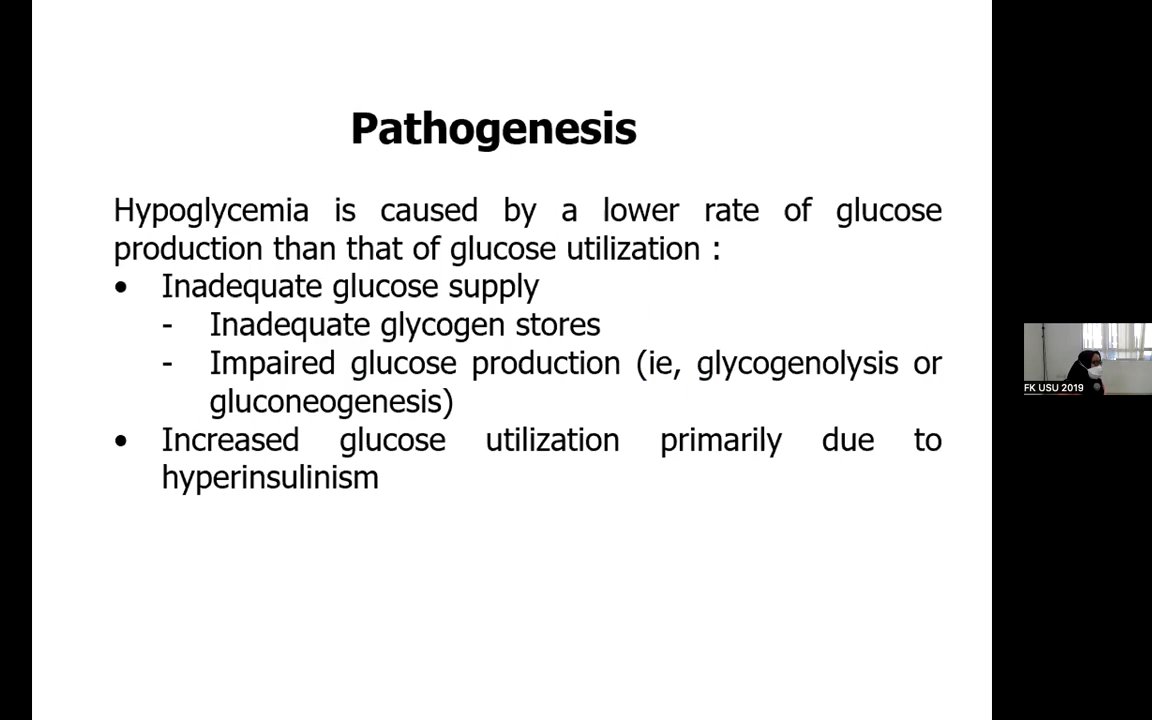 Pathogenesis
Hypoglycemia is caused by a lower rate of glucose
production than that of glucose utilization :
• Inadequate glucose supply
- Inadequate glycogen stores
- Impaired glucose production (ie, glycogenolysis or
gluconeogenesis)
• Increased glucose utilization primarily due to
hyperinsulinism
FK USU 2019